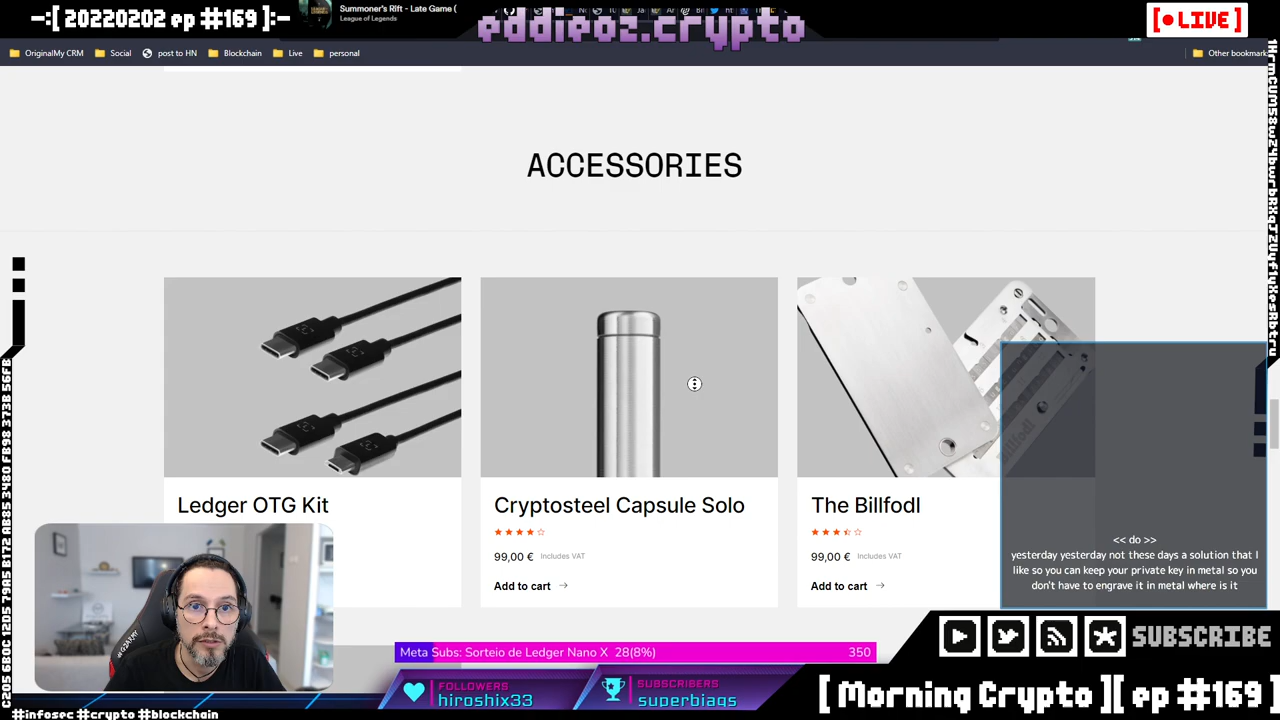 -:[ 20220202 ep #169 ]:-
Summoner's Rift - Late Game (
League of Legends
eddieoz.crypto
[• LIVE ]
OriginalMy CRM
Social
post to HN
Blockchain
Live
personal
Other bookmark
ACCESSORIES
Ledger OTG Kit
Cryptosteel Capsule Solo
99,00 € Includes VAT
Add to cart →
The Billfodl
99,00 € Includes VAT
Add to cart →
<< do >>
yesterday yesterday not these days a solution that I
like so you can keep your private key in metal so you
don't have to engrave it in metal where is it
Meta Subs: Sorteio de Ledger Nano X 28(8%) 350
FOLLOWERS
hiroshix33
SUBSCRIBERS
superbiaqs
SUBSCRIBE
[ Morning Crypto ][ ep #169 ]
#infosec #crypto #blockchain